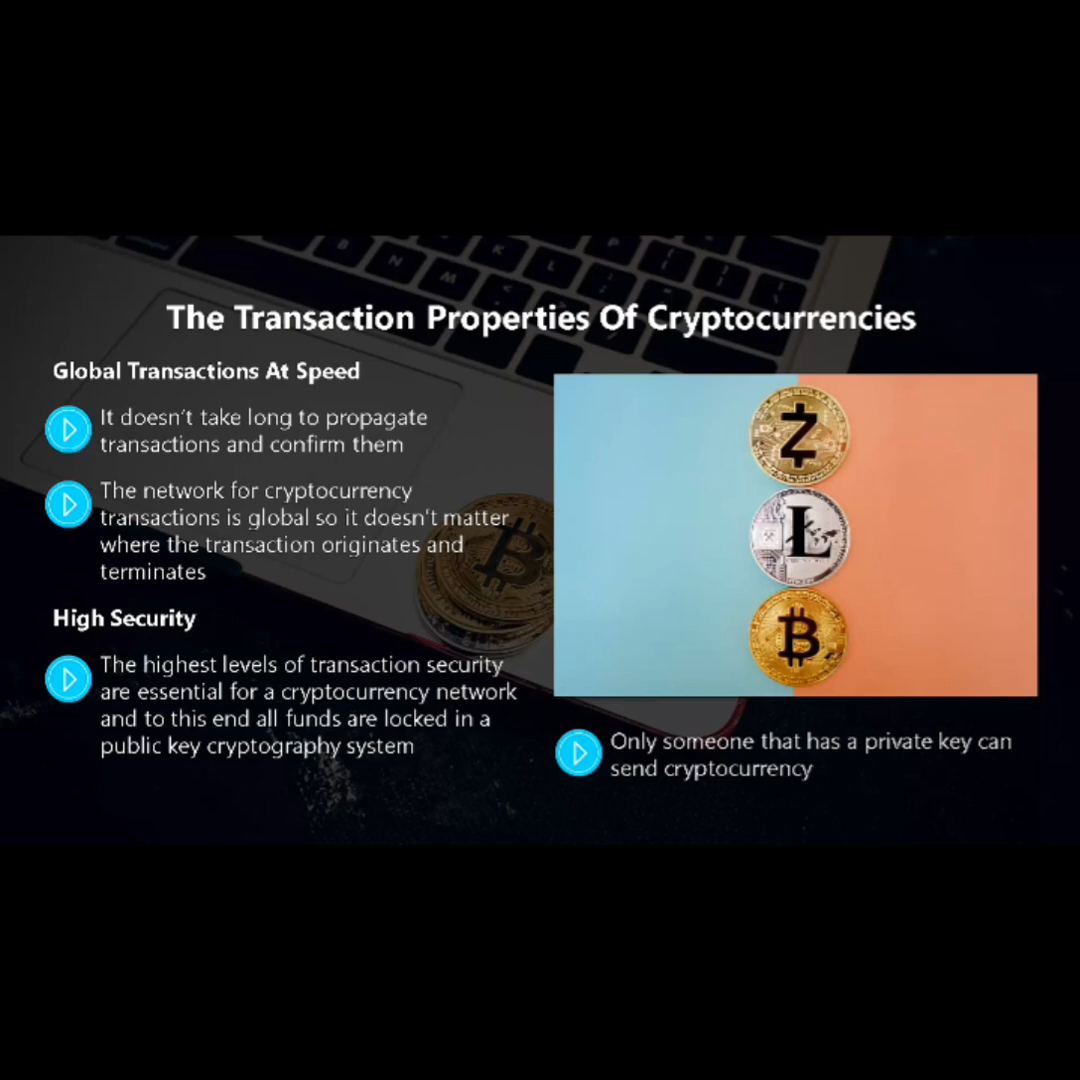 The Transaction Properties Of Cryptocurrencies
Global Transactions At Speed
It doesn't take long to propagate
transactions and confirm them
The network for cryptocurrency
transactions is global so it doesn't matter
where the transaction originates and
terminates
High Security
The highest levels of transaction security
are essential for a cryptocurrency network
and to this end all funds are locked in a
public key cryptography system
Only someone that has a private key can
send cryptocurrency